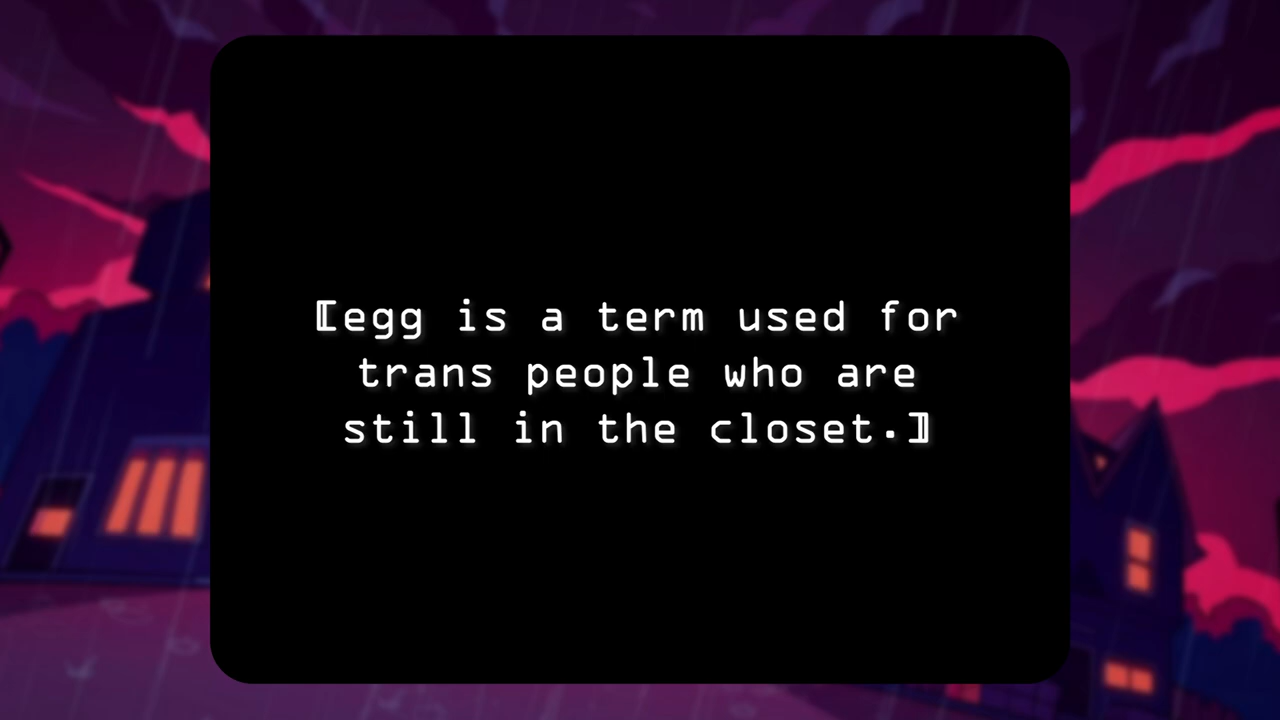 ⟦egg is a term used for
trans people who are
still in the closet.⟧